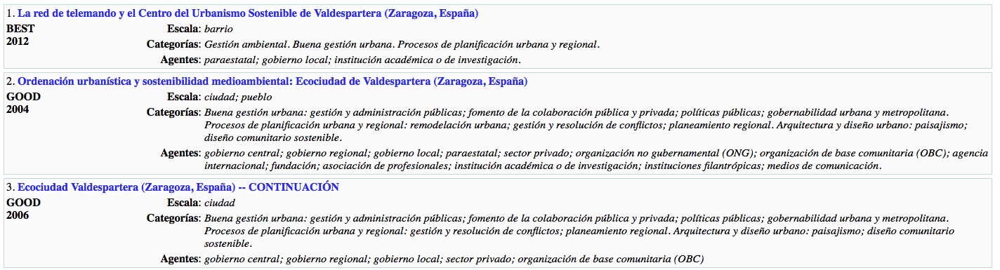 1. La red de telemando y el Centro del Urbanismo Sostenible de Valdespartera (Zaragoza, España)
BEST Escala: barrio
2012 Categorías: Gestión ambiental. Buena gestión urbana. Procesos de planificación urbana y regional.
Agentes: paraestatal; gobierno local; institución académica o de investigación.
2. Ordenación urbanística y sostenibilidad medioambiental: Ecociudad de Valdespartera (Zaragoza, España)
GOOD Escala: ciudad; pueblo
2004 Categorías: Buena gestión urbana: gestión y administración públicas; fomento de la colaboración pública y privada; políticas públicas; gobernabilidad urbana y metropolitana.
Procesos de planificación urbana y regional: remodelación urbana; gestión y resolución de conflictos; planeamiento regional. Arquitectura y diseño urbano: paisajismo;
diseño comunitario sostenible.
Agentes: gobierno central; gobierno regional; gobierno local; paraestatal; sector privado; organización no gubernamental (ONG); organización de base comunitaria (OBC); agencia
internacional; fundación; asociación de profesionales; institución académica o de investigación; instituciones filantrópicas; medios de comunicación.
3. Ecociudad Valdespartera (Zaragoza, España) -- CONTINUACIÓN
GOOD Escala: ciudad
2006 Categorías: Buena gestión urbana: gestión y administración públicas; fomento de la colaboración pública y privada; políticas públicas; gobernabilidad urbana y metropolitana.
Procesos de planificación urbana y regional: gestión y resolución de conflictos; planeamiento regional. Arquitectura y diseño urbano: paisajismo; diseño comunitario
sostenible.
Agentes: gobierno central; gobierno regional; gobierno local; sector privado; organización de base comunitaria (OBC)